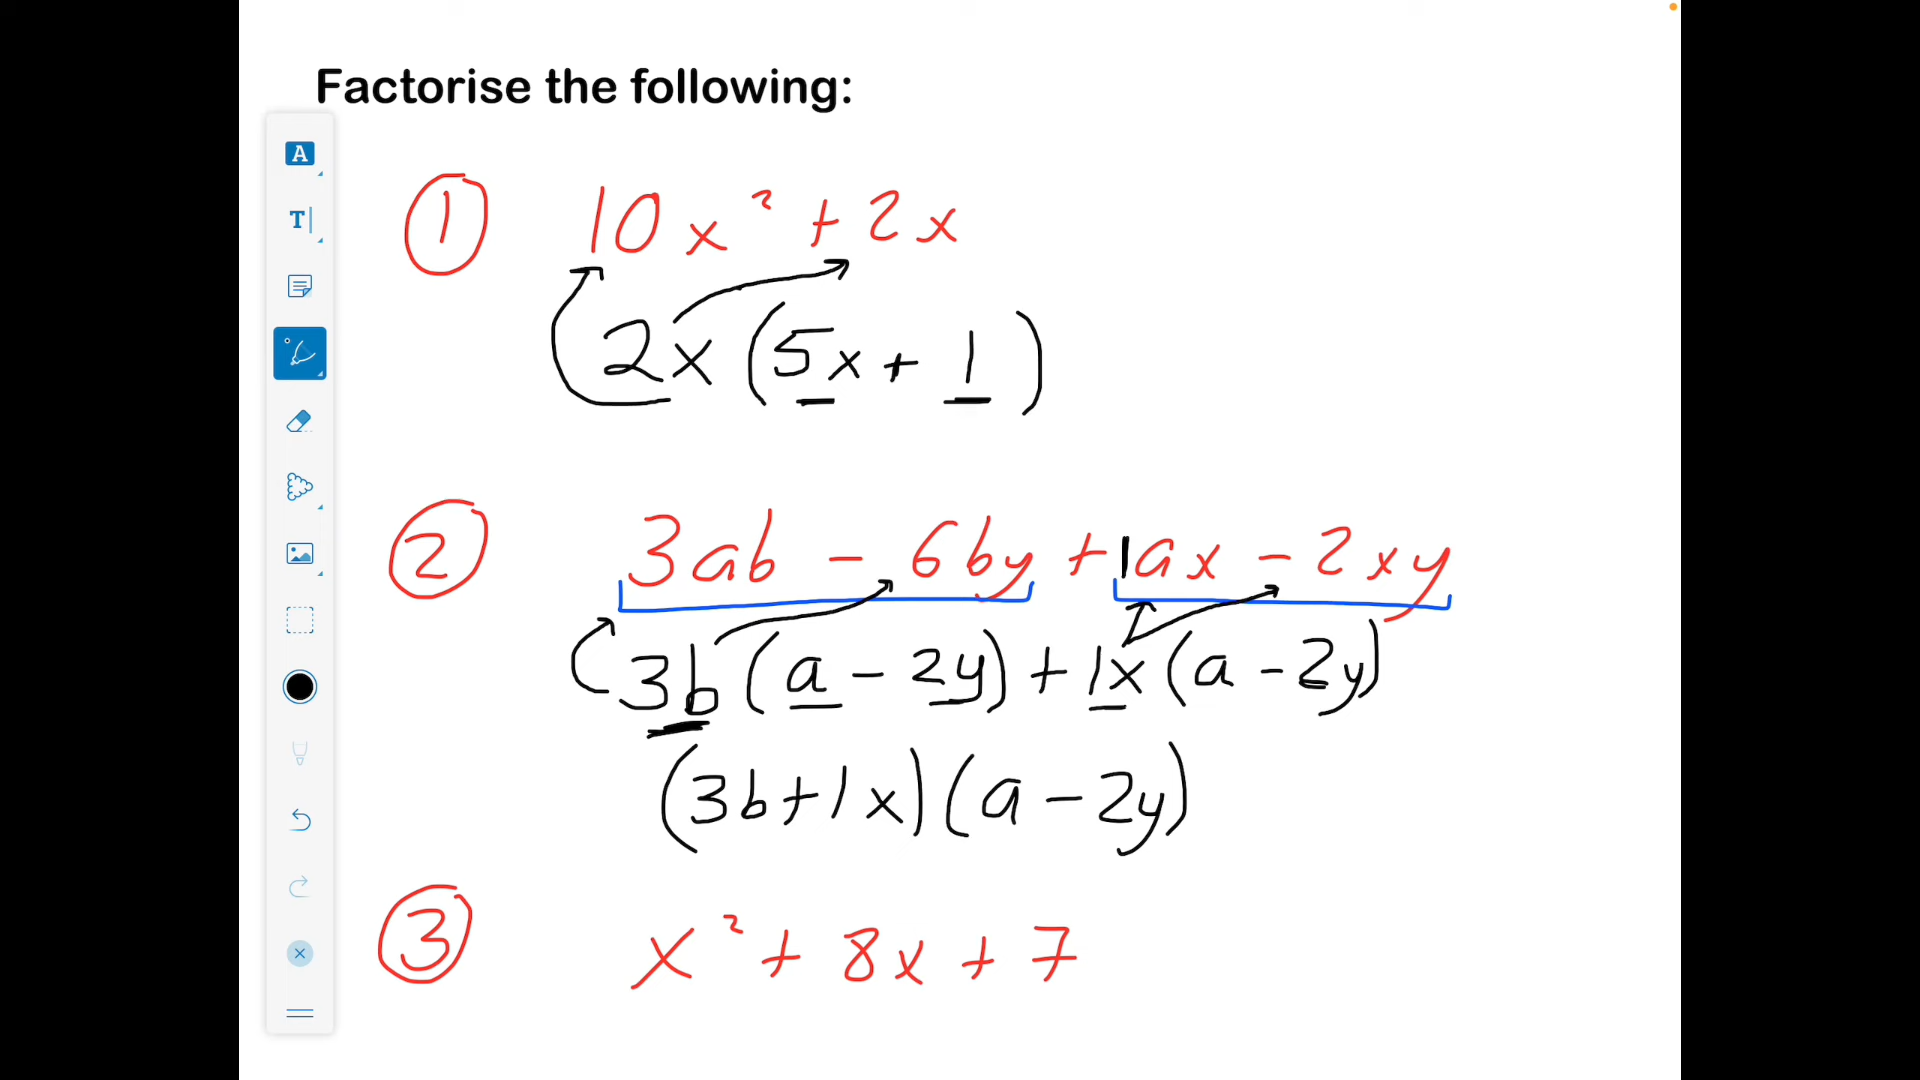 Factorise the following:
① 10x² + 2x
2x(5x + 1)
② 3ab - 6by + 1ax - 2xy
3b(a - 2y) + 1x(a - 2y)
(3b + 1x)(a - 2y)
③ x² + 8x + 7
A
T